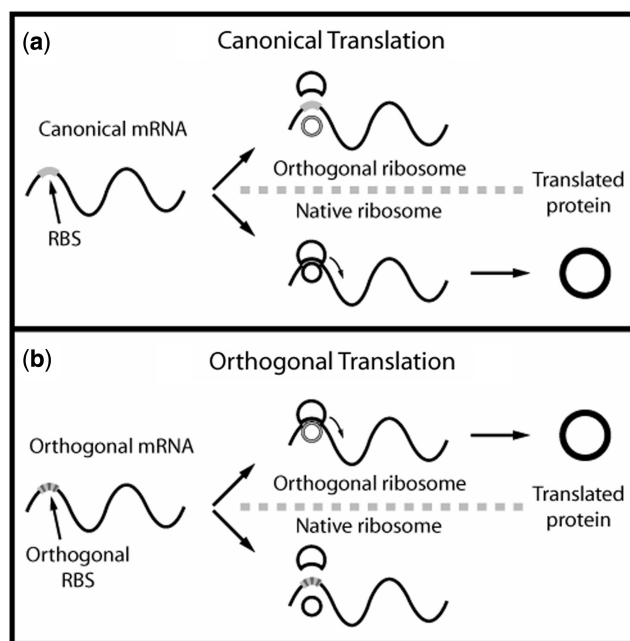 (a)
Canonical Translation
Canonical mRNA
RBS
Orthogonal ribosome
Native ribosome
Translated
protein
(b)
Orthogonal Translation
Orthogonal mRNA
Orthogonal
RBS
Orthogonal ribosome
Native ribosome
Translated
protein